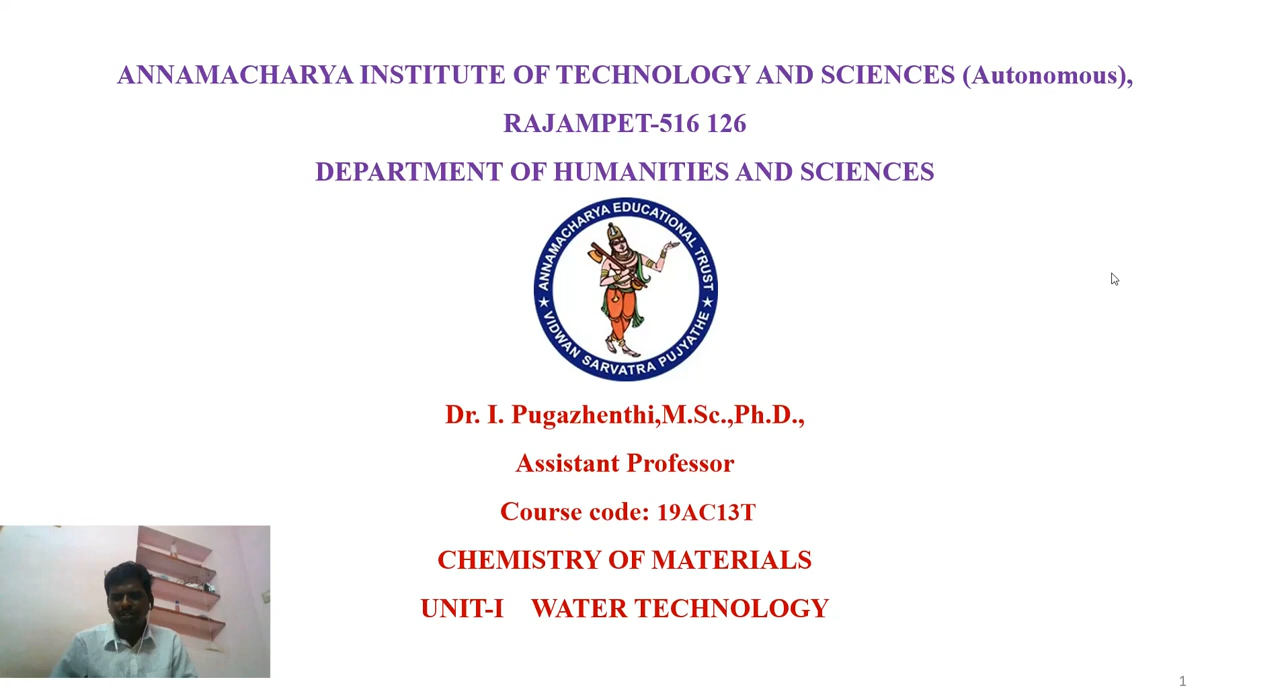 ANNAMACHARYA INSTITUTE OF TECHNOLOGY AND SCIENCES (Autonomous),
RAJAMPET-516 126
DEPARTMENT OF HUMANITIES AND SCIENCES
ANNAMACHARYA EDUCATIONAL TRUST
VIDWAN SARVATRA PUJYATHE
Dr. I. Pugazhenthi,M.Sc.,Ph.D.,
Assistant Professor
Course code: 19AC13T
CHEMISTRY OF MATERIALS
UNIT-I WATER TECHNOLOGY
1